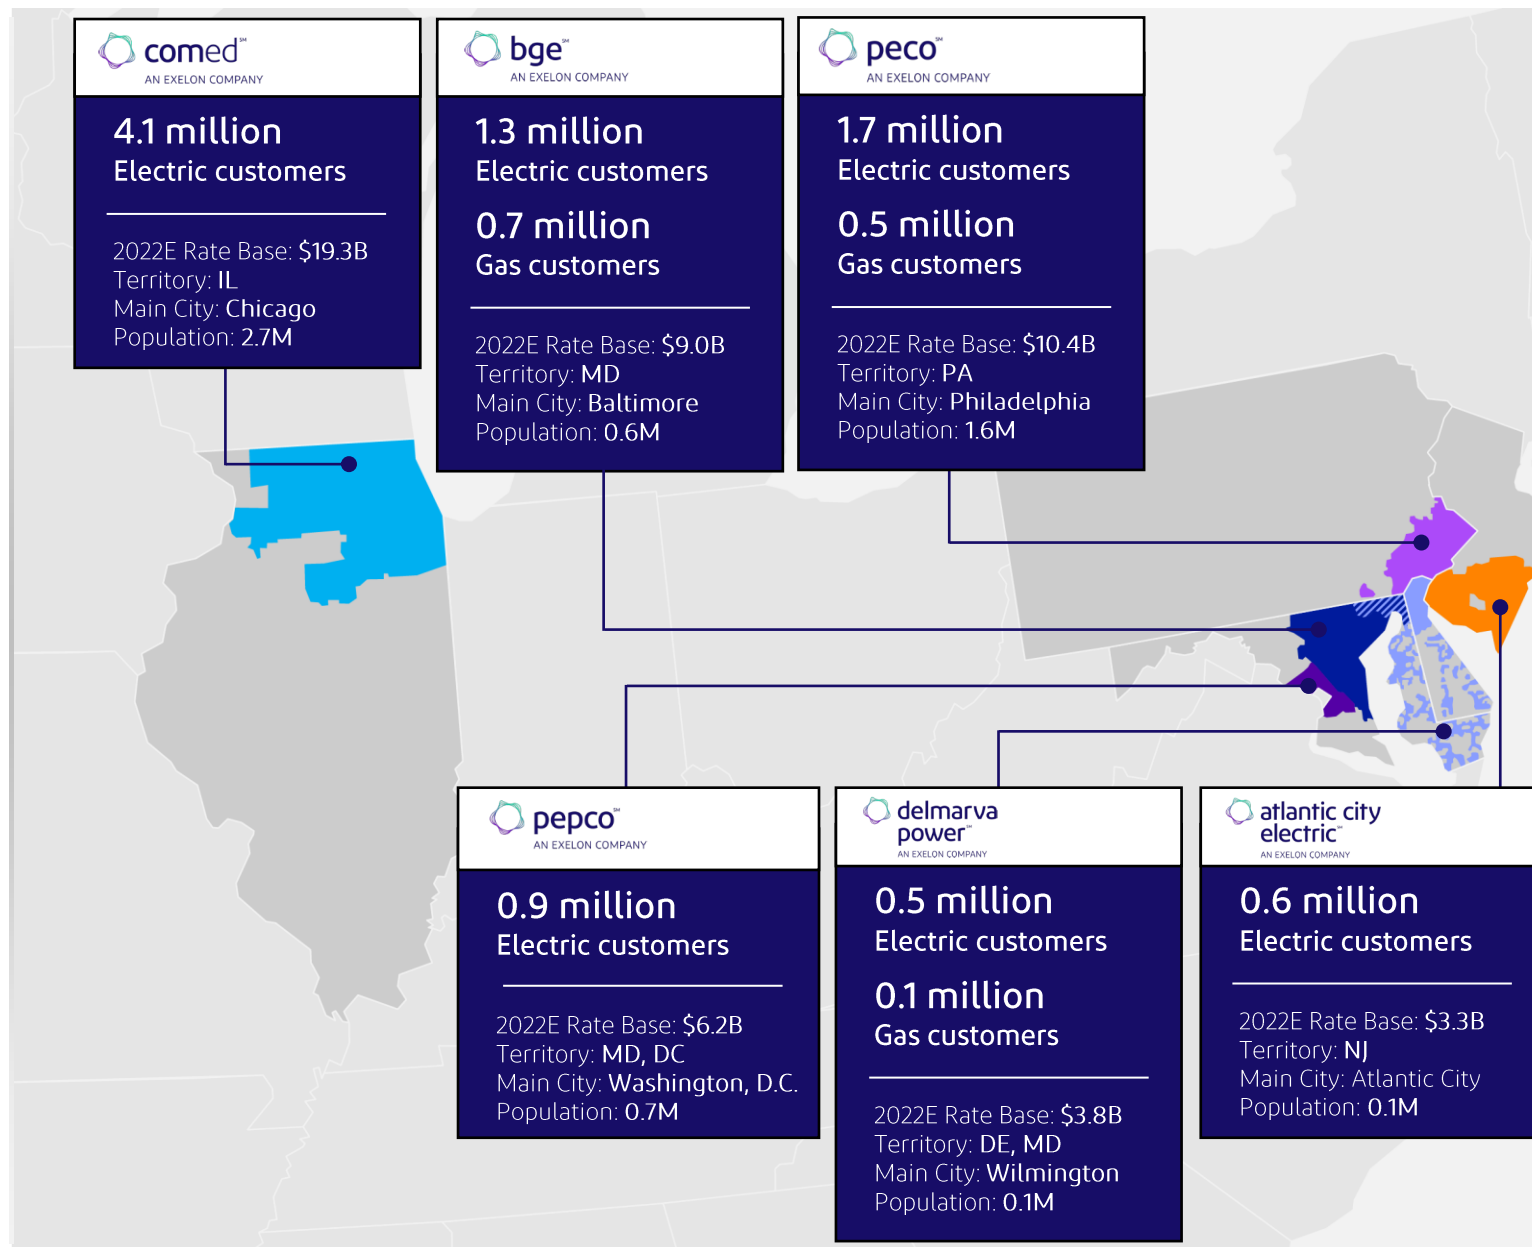 comed℠
AN EXELON COMPANY
4.1 million
Electric customers
2022E Rate Base: $19.3B
Territory: IL
Main City: Chicago
Population: 2.7M
bge℠
AN EXELON COMPANY
1.3 million
Electric customers
0.7 million
Gas customers
2022E Rate Base: $9.0B
Territory: MD
Main City: Baltimore
Population: 0.6M
peco℠
AN EXELON COMPANY
1.7 million
Electric customers
0.5 million
Gas customers
2022E Rate Base: $10.4B
Territory: PA
Main City: Philadelphia
Population: 1.6M
pepco℠
AN EXELON COMPANY
0.9 million
Electric customers
2022E Rate Base: $6.2B
Territory: MD, DC
Main City: Washington, D.C.
Population: 0.7M
delmarva
power℠
AN EXELON COMPANY
0.5 million
Electric customers
0.1 million
Gas customers
2022E Rate Base: $3.8B
Territory: DE, MD
Main City: Wilmington
Population: 0.1M
atlantic city
electric℠
AN EXELON COMPANY
0.6 million
Electric customers
2022E Rate Base: $3.3B
Territory: NJ
Main City: Atlantic City
Population: 0.1M